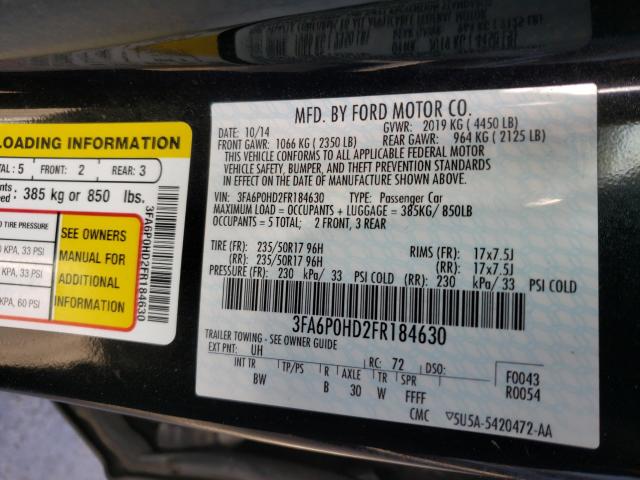 LOADING INFORMATION
TOTAL: 5 FRONT: 2 REAR: 3
385 kg or 850 lbs.
TIRE PRESSURE
KPA, 33 PSI
KPA, 33 PSI
KPA, 60 PSI
SEE OWNERS
MANUAL FOR
ADDITIONAL
INFORMATION
3FA6P0HD2FR184630
MFD. BY FORD MOTOR CO.
DATE: 10/14 GVWR: 2019 KG ( 4450 LB)
FRONT GAWR: 1066 KG ( 2350 LB) REAR GAWR: 964 KG ( 2125 LB)
THIS VEHICLE CONFORMS TO ALL APPLICABLE FEDERAL MOTOR
VEHICLE SAFETY, BUMPER, AND THEFT PREVENTION STANDARDS
IN EFFECT ON THE DATE OF MANUFACTURE SHOWN ABOVE.
VIN: 3FA6P0HD2FR184630 TYPE: Passenger Car
MAXIMUM LOAD = OCCUPANTS + LUGGAGE = 385KG/ 850LB
OCCUPANTS = 5 TOTAL; 2 FRONT, 3 REAR
TIRE (FR): 235/50R17 96H RIMS (FR): 17x7.5J
(RR): 235/50R17 96H (RR): 17x7.5J
PRESSURE (FR): 230 kPa/ 33 PSI COLD (RR): 230 kPa/ 33 PSI COLD
3FA6P0HD2FR184630
TRAILER TOWING - SEE OWNER GUIDE
EXT PNT: UH RC: 72 DSO: F0043
INT TR TP/PS R AXLE TR SPR R0054
BW B 30 W FFFF
CMC 5U5A-5420472-AA